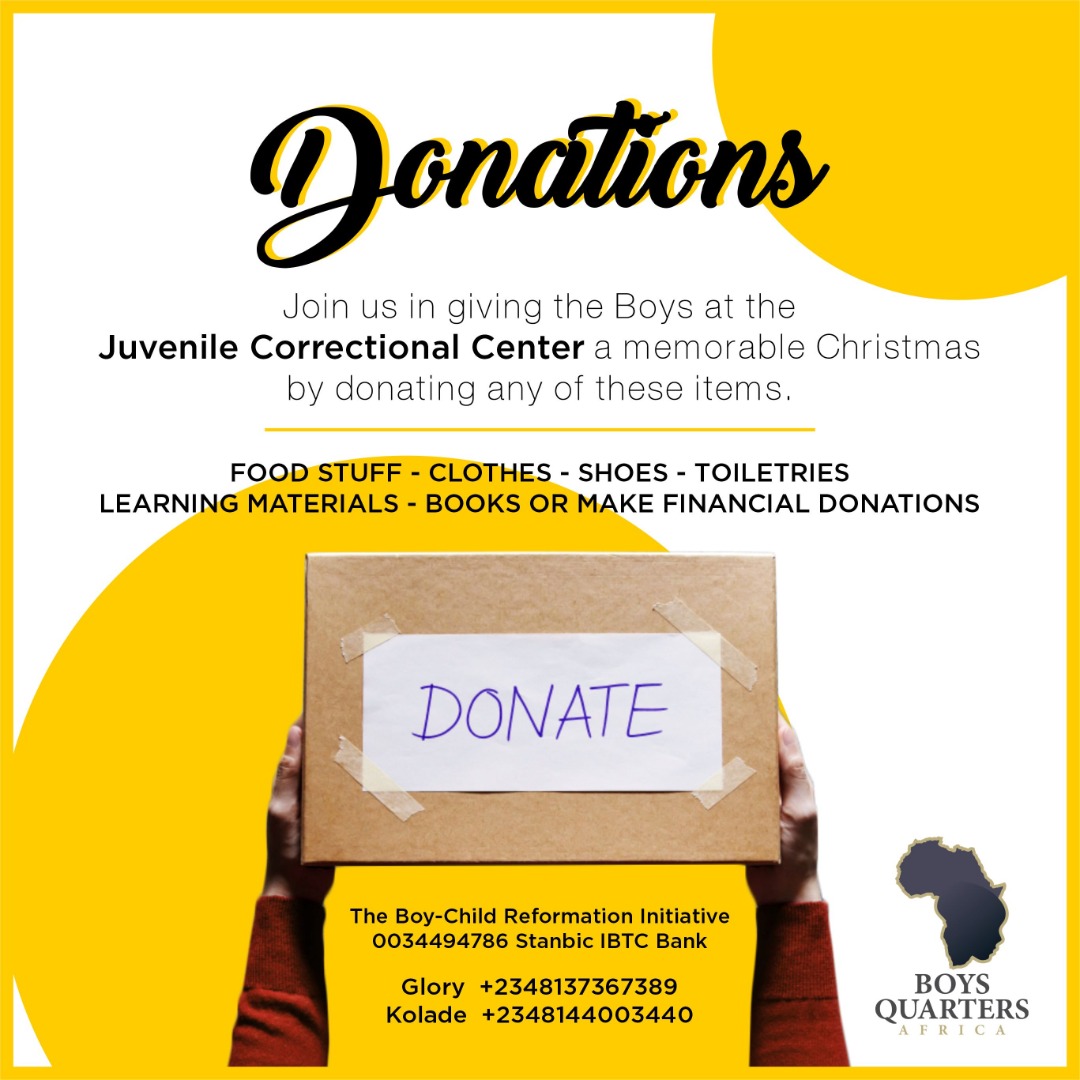 Donations
Join us in giving the Boys at the
Juvenile Correctional Center a memorable Christmas
by donating any of these items.
FOOD STUFF - CLOTHES - SHOES - TOILETRIES
LEARNING MATERIALS - BOOKS OR MAKE FINANCIAL DONATIONS
DONATE
The Boy-Child Reformation Initiative
0034494786 Stanbic IBTC Bank
Glory +2348137367389
Kolade +2348144003440
BOYS
QUARTERS
AFRICA